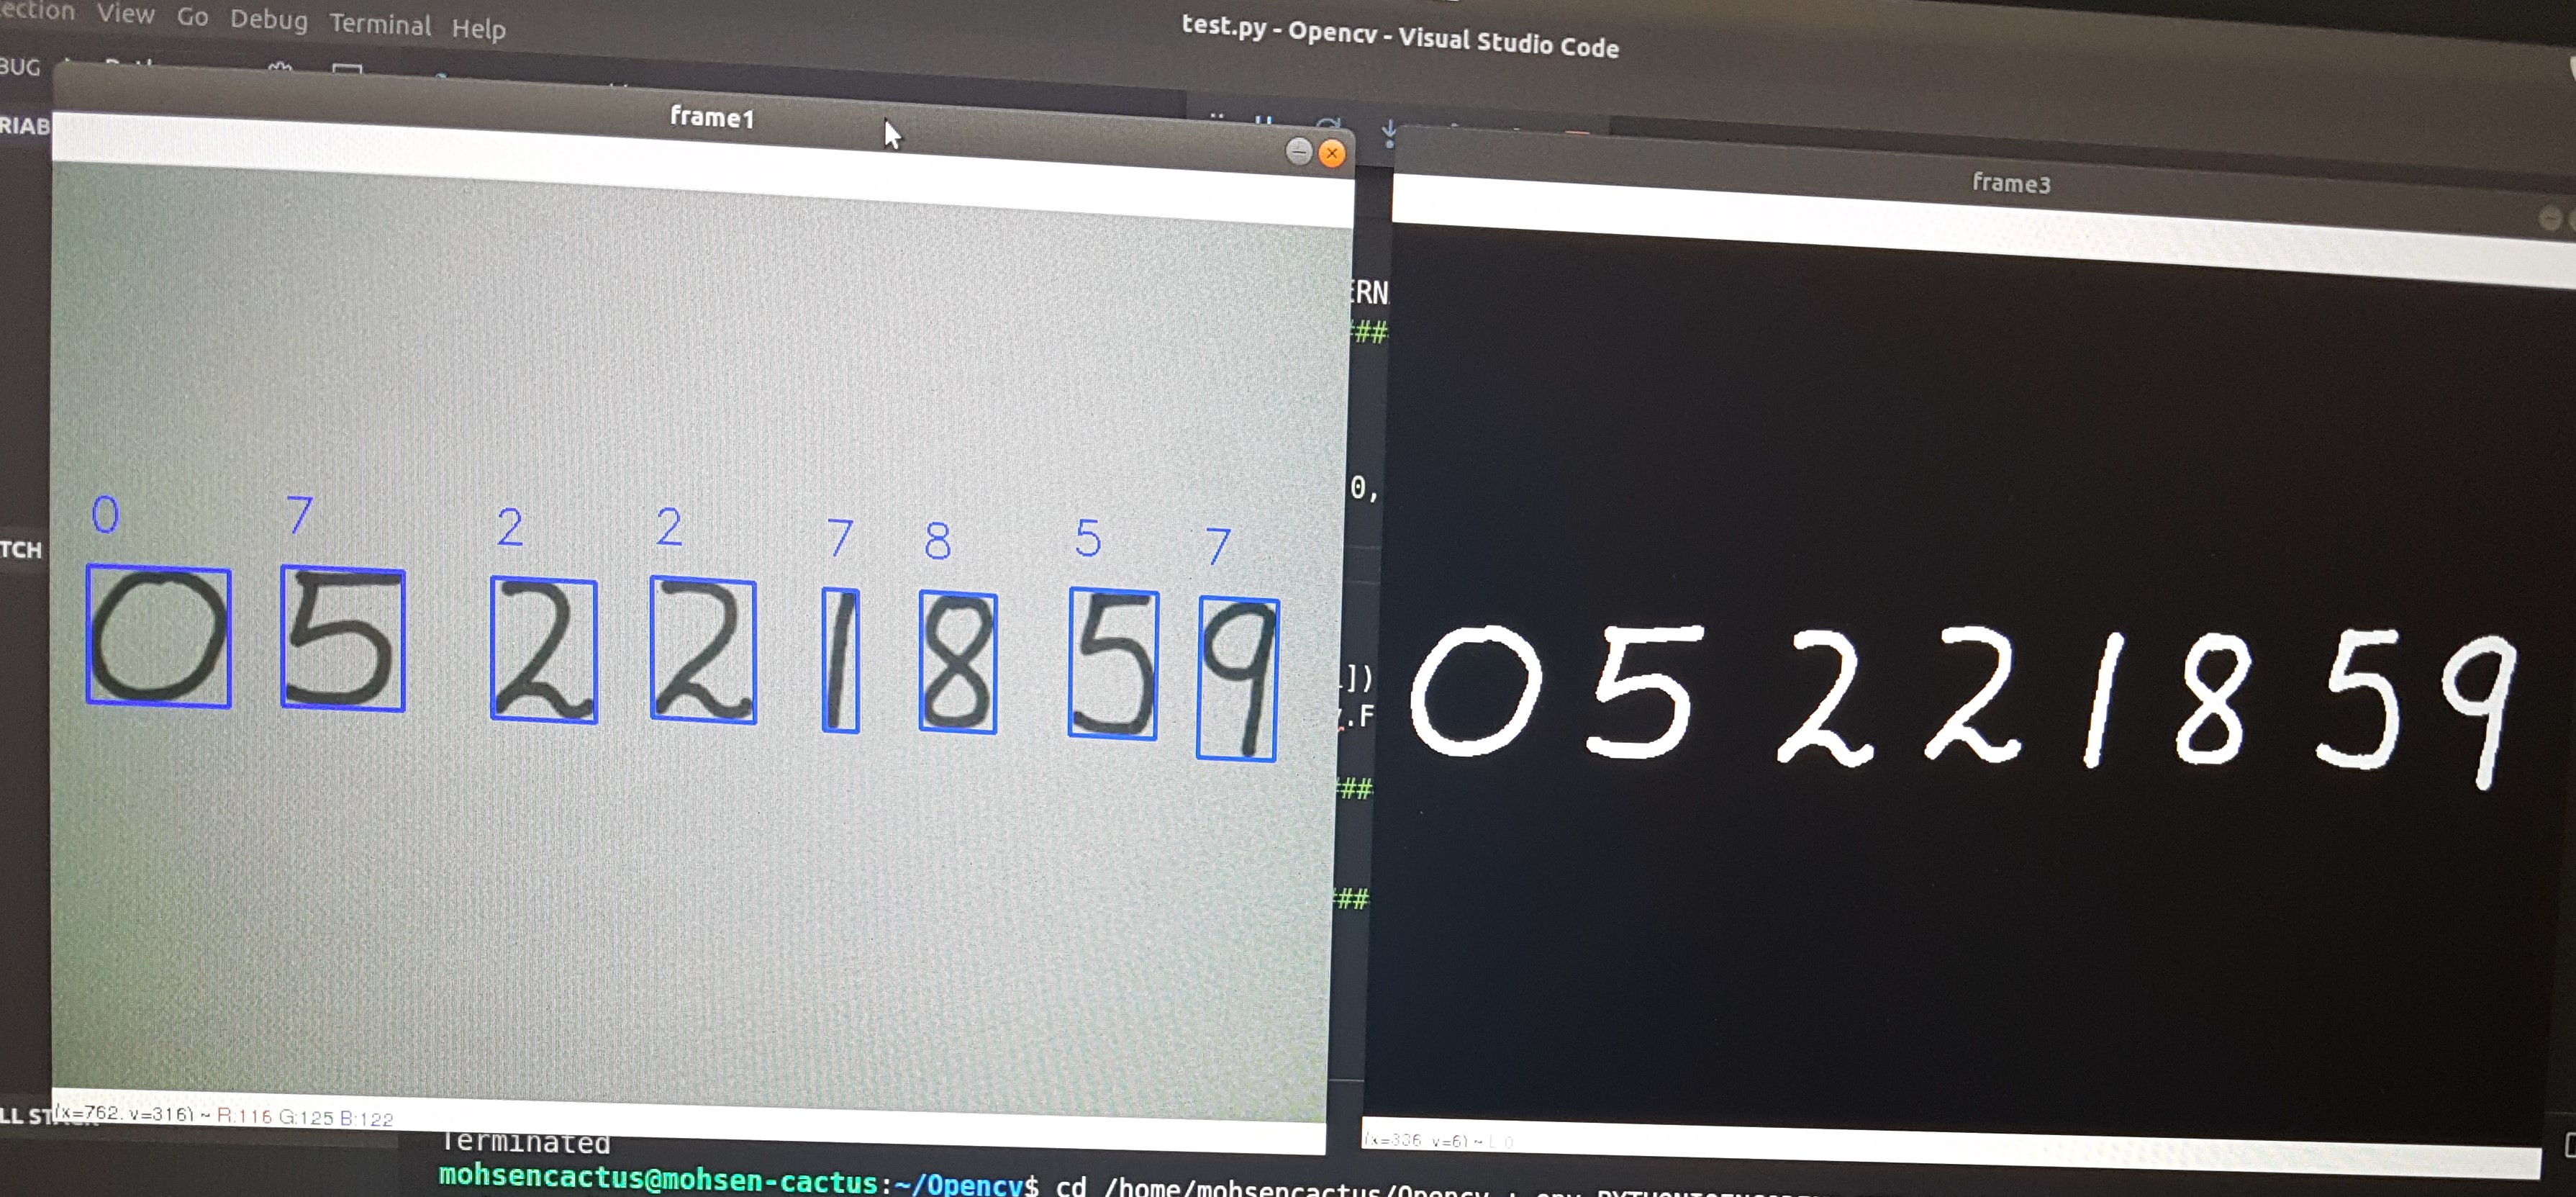 ection View Go Debug Terminal Help
test.py - Opencv - Visual Studio Code
BUG
RIAB
frame1
frame3
ERN
##
0,
0 7 2 2 7 8 5 7
TCH
0 5 2 2 1 8 5 9
0 5 2 2 1 8 5 9
])
.F
##
##
LL ST
(x=762, y=316) ~ R:116 G:125 B:122
(x=336, y=6) ~ L:0
Terminated
mohsencactus@mohsen-cactus:~/Opencv$ cd /home/mohsencactus/Opencv ; env